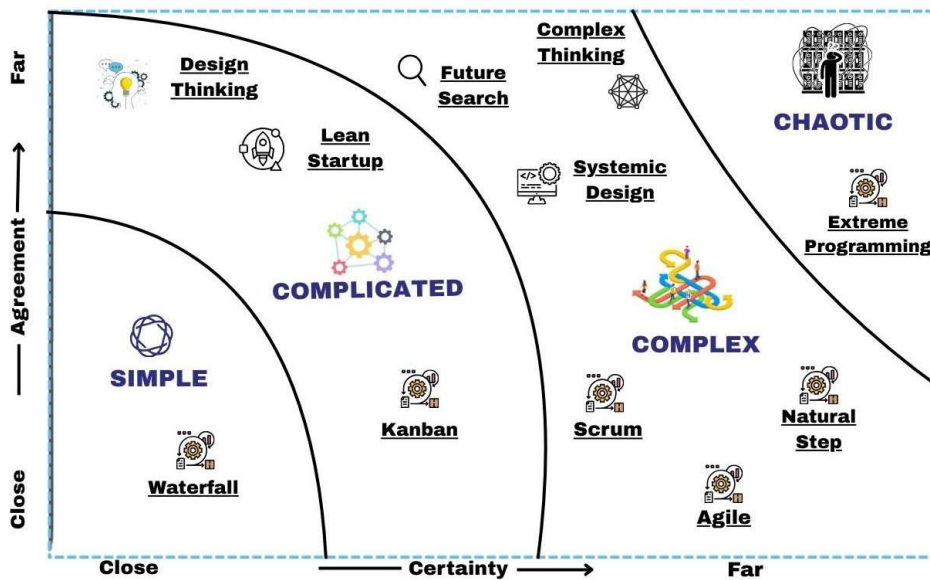 Far
Agreement
Close
Design
Thinking
Lean
Startup
Future
Search
Complex
Thinking
Systemic
Design
CHAOTIC
Extreme
Programming
COMPLICATED
COMPLEX
SIMPLE
Waterfall
Kanban
Scrum
Natural
Step
Agile
Close
Certainty
Far